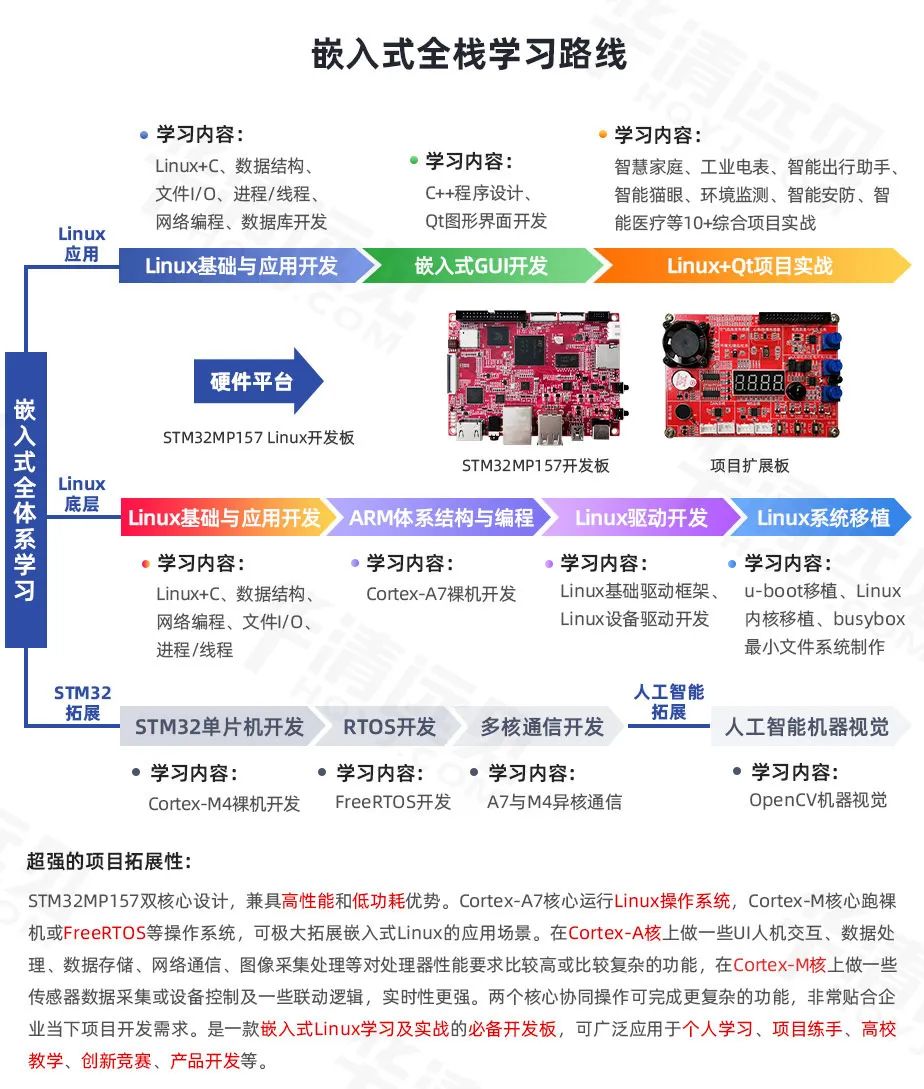 嵌入式全栈学习路线
学习内容：
Linux+C、数据结构、
文件I/O、进程/线程、
网络编程、数据库开发
学习内容：
C++程序设计、
Qt图形界面开发
学习内容：
智慧家庭、工业电表、智能出行助手、
智能猫眼、环境监测、智能安防、智
能医疗等10+综合项目实战
Linux
应用
Linux基础与应用开发
嵌入式GUI开发
Linux+Qt项目实战
硬件平台
STM32MP157 Linux开发板
STM32MP157开发板
项目扩展板
嵌入式全体系学习
Linux
底层
Linux基础与应用开发
ARM体系结构与编程
Linux驱动开发
Linux系统移植
学习内容：
Linux+C、数据结构、
网络编程、文件I/O、
进程/线程
学习内容：
Cortex-A7裸机开发
学习内容：
Linux基础驱动框架、
Linux设备驱动开发
学习内容：
u-boot移植、Linux
内核移植、busybox
最小文件系统制作
STM32
拓展
STM32单片机开发
RTOS开发
多核通信开发
人工智能
拓展
人工智能机器视觉
学习内容：
Cortex-M4裸机开发
学习内容：
FreeRTOS开发
学习内容：
A7与M4异核通信
学习内容：
OpenCV机器视觉
超强的项目拓展性：
STM32MP157双核心设计，兼具高性能和低功耗优势。Cortex-A7核心运行Linux操作系统，Cortex-M核心跑裸
机或FreeRTOS等操作系统，可极大拓展嵌入式Linux的应用场景。在Cortex-A核上做一些UI人机交互、数据处
理、数据存储、网络通信、图像采集处理等对处理器性能要求比较高或比较复杂的功能，在Cortex-M核上做一些
传感器数据采集或设备控制及一些联动逻辑，实时性更强。两个核心协同操作可完成更复杂的功能，非常贴合企
业当下项目开发需求。是一款嵌入式Linux学习及实战的必备开发板，可广泛应用于个人学习、项目练手、高校
教学、创新竞赛、产品开发等。